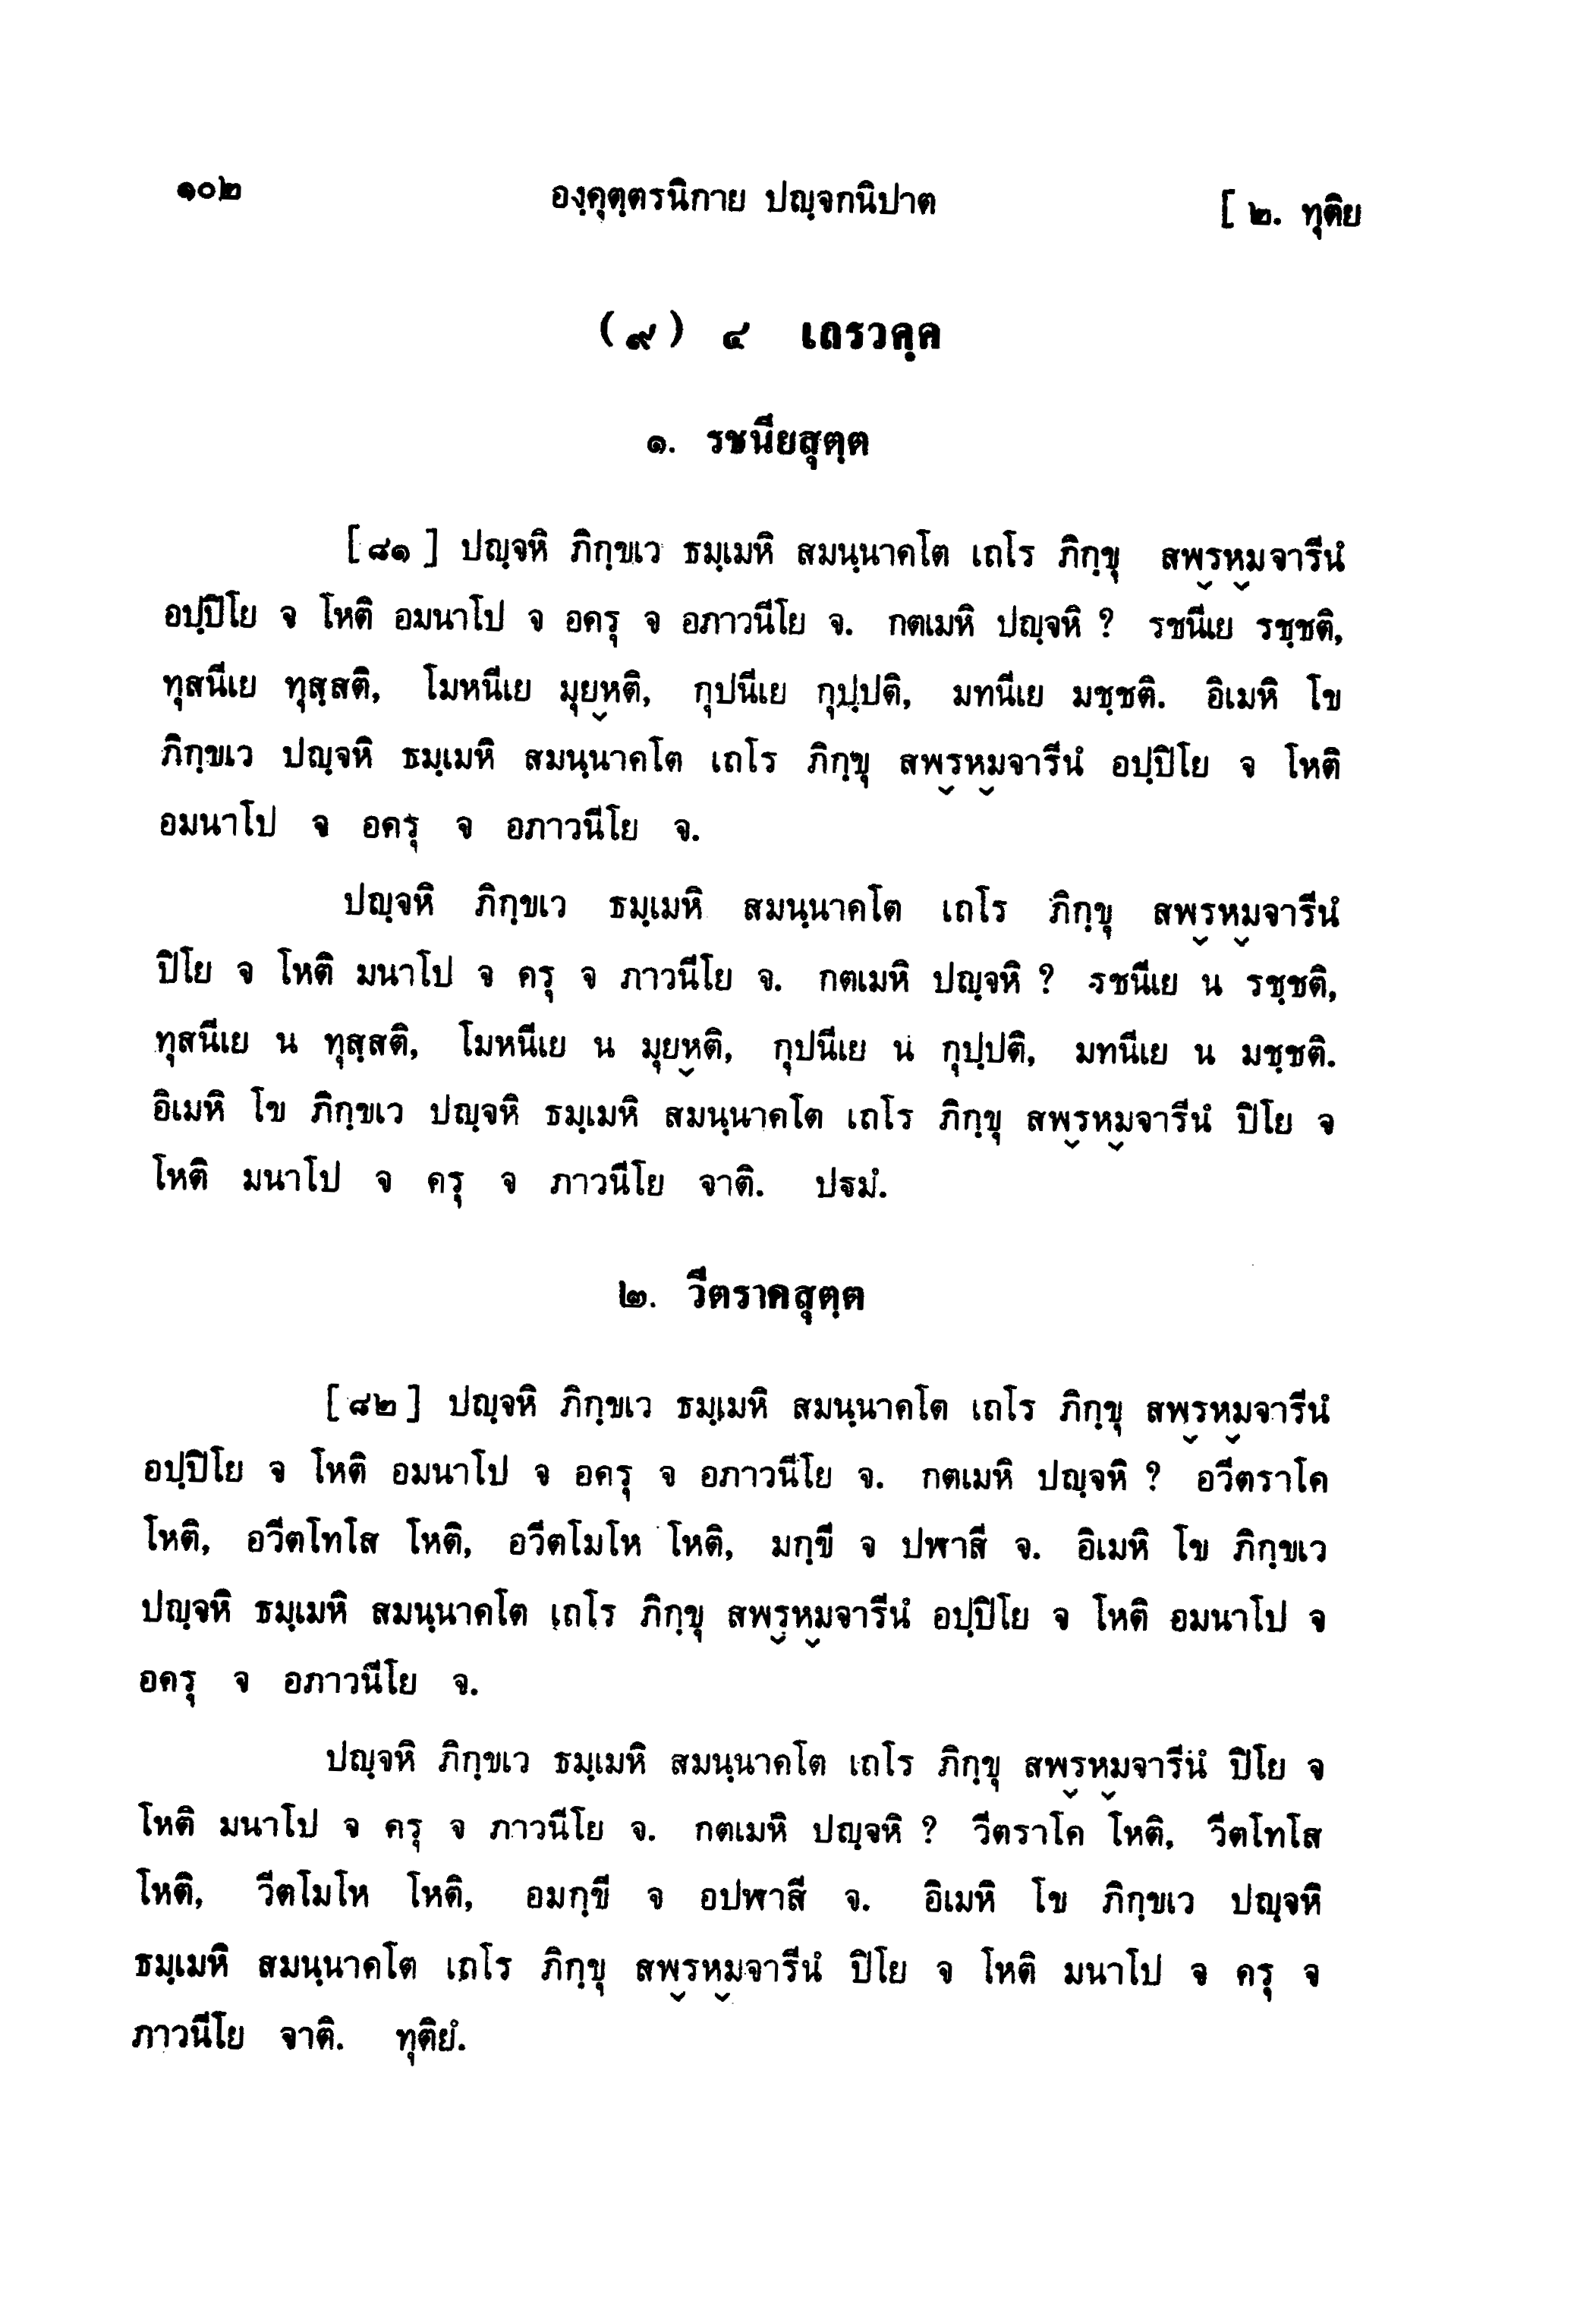 ๑๐๒ องฺคุตฺตรนิกาย ปญฺจกนิปาต [ ๒. ทุติย
(๙) ๔ เถรวคฺค
๑. รชนียสุตฺต
[๘๑] ปญฺจหิ ภิกฺขเว ธมฺเมหิ สมนฺนาคโต เถโร ภิกฺขุ สพฺรหฺมจารีนํ
อปฺปิโย จ โหติ อมนาโป จ อครุ จ อภาวนีโย จ. กตเมหิ ปญฺจหิ ? รชนีเย รชฺชติ,
ทุสนีเย ทุสฺสติ, โมหนีเย มุยฺหติ, กุปนีเย กุปฺปติ, มทนีเย มชฺชติ. อิเมหิ โข
ภิกฺขเว ปญฺจหิ ธมฺเมหิ สมนฺนาคโต เถโร ภิกฺขุ สพฺรหฺมจารีนํ อปฺปิโย จ โหติ
อมนาโป จ อครุ จ อภาวนีโย จ.
ปญฺจหิ ภิกฺขเว ธมฺเมหิ สมนฺนาคโต เถโร ภิกฺขุ สพฺรหฺมจารีนํ
ปิโย จ โหติ มนาโป จ ครุ จ ภาวนีโย จ. กตเมหิ ปญฺจหิ ? รชนีเย น รชฺชติ,
ทุสนีเย น ทุสฺสติ, โมหนีเย น มุยฺหติ, กุปนีเย น กุปฺปติ, มทนีเย น มชฺชติ.
อิเมหิ โข ภิกฺขเว ปญฺจหิ ธมฺเมหิ สมนฺนาคโต เถโร ภิกฺขุ สพฺรหฺมจารีนํ ปิโย จ
โหติ มนาโป จ ครุ จ ภาวนีโย จาติ. ปฐมํ.
๒. วีตราคสุตฺต
[๘๒] ปญฺจหิ ภิกฺขเว ธมฺเมหิ สมนฺนาคโต เถโร ภิกฺขุ สพฺรหฺมจารีนํ
อปฺปิโย จ โหติ อมนาโป จ อครุ จ อภาวนีโย จ. กตเมหิ ปญฺจหิ ? อวีตราโค
โหติ, อวีตโทโส โหติ, อวีตโมโห โหติ, มกฺขี จ ปฬาสี จ. อิเมหิ โข ภิกฺขเว
ปญฺจหิ ธมฺเมหิ สมนฺนาคโต เถโร ภิกฺขุ สพฺรหฺมจารีนํ อปฺปิโย จ โหติ อมนาโป จ
อครุ จ อภาวนีโย จ.
ปญฺจหิ ภิกฺขเว ธมฺเมหิ สมนฺนาคโต เถโร ภิกฺขุ สพฺรหฺมจารีนํ ปิโย จ
โหติ มนาโป จ ครุ จ ภาวนีโย จ. กตเมหิ ปญฺจหิ ? วีตราโค โหติ, วีตโทโส
โหติ, วีตโมโห โหติ, อมกฺขี จ อปฬาสี จ. อิเมหิ โข ภิกฺขเว ปญฺจหิ
ธมฺเมหิ สมนฺนาคโต เถโร ภิกฺขุ สพฺรหฺมจารีนํ ปิโย จ โหติ มนาโป จ ครุ จ
ภาวนีโย จาติ. ทุติยํ.